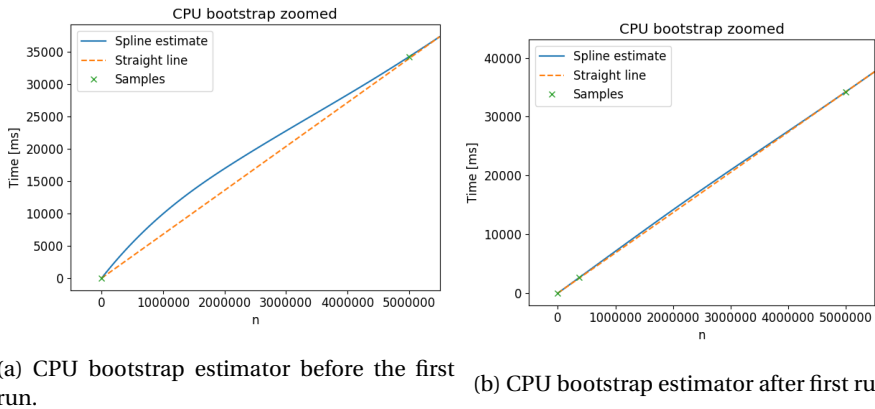 CPU bootstrap zoomed
Spline estimate
Straight line
Samples
35000
30000
25000
20000
15000
10000
5000
0
Time [ms]
0 1000000 2000000 3000000 4000000 5000000
n
(a) CPU bootstrap estimator before the first
run.
CPU bootstrap zoomed
Spline estimate
Straight line
Samples
40000
30000
20000
10000
0
Time [ms]
0 1000000 2000000 3000000 4000000 5000000
n
(b) CPU bootstrap estimator after first ru